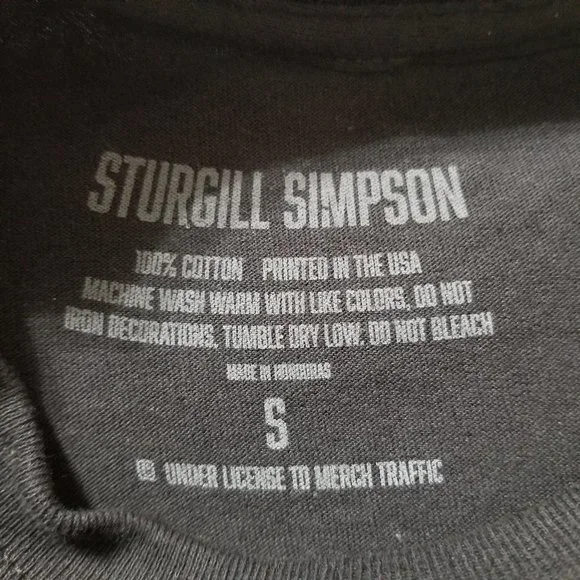 STURGILL SIMPSON
100% COTTON PRINTED IN THE USA
MACHINE WASH WARM WITH LIKE COLORS. DO NOT
IRON DECORATIONS. TUMBLE DRY LOW. DO NOT BLEACH
MADE IN HONDURAS
S
UNDER LICENSE TO MERCH TRAFFIC